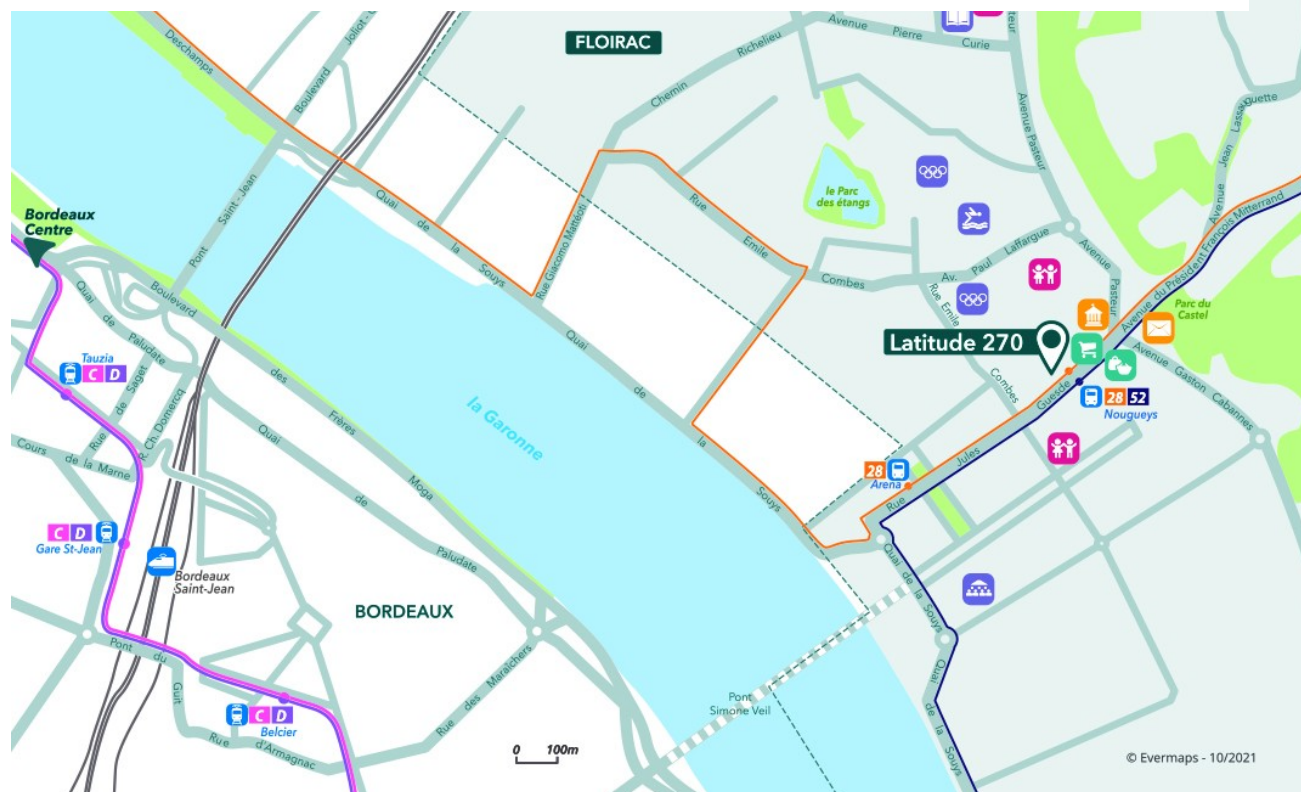 FLOIRAC
Avenue Pierre Curie
Richelieu
Chemin
Joliot-
Boulevard
Deschamps
Avenue Pasteur
Avenue Jean Lassauguette
le Parc
des étangs
Bordeaux
Centre
Pont Saint-Jean
Quai de la Souys
Rue Giacomo Matteoti
Rue Emile Combes
Av. Paul Laffargue
Avenue Pasteur
Avenue du Président François Mitterrand
Parc du
Castel
Quai de Paludate
Boulevard des Frères Moga
Rue Emile Combes
Latitude 270
Avenue Gaston Cabannes
Tauzia
C D
Rue de Saget
R. Ch. Domercq
Cours de la Marne
la Garonne
Quai de la Souys
28 52
Nougueys
28
Arena
Rue Jules Guesde
C D
Gare St-Jean
Bordeaux
Saint-Jean
Quai de Paludate
BORDEAUX
Quai de la Souys
Quai de la Souys
Pont du Guit
Rue des Maraîchers
Pont
Simone Veil
C D
Belcier
Rue d'Armagnac
0 100m
© Evermaps - 10/2021